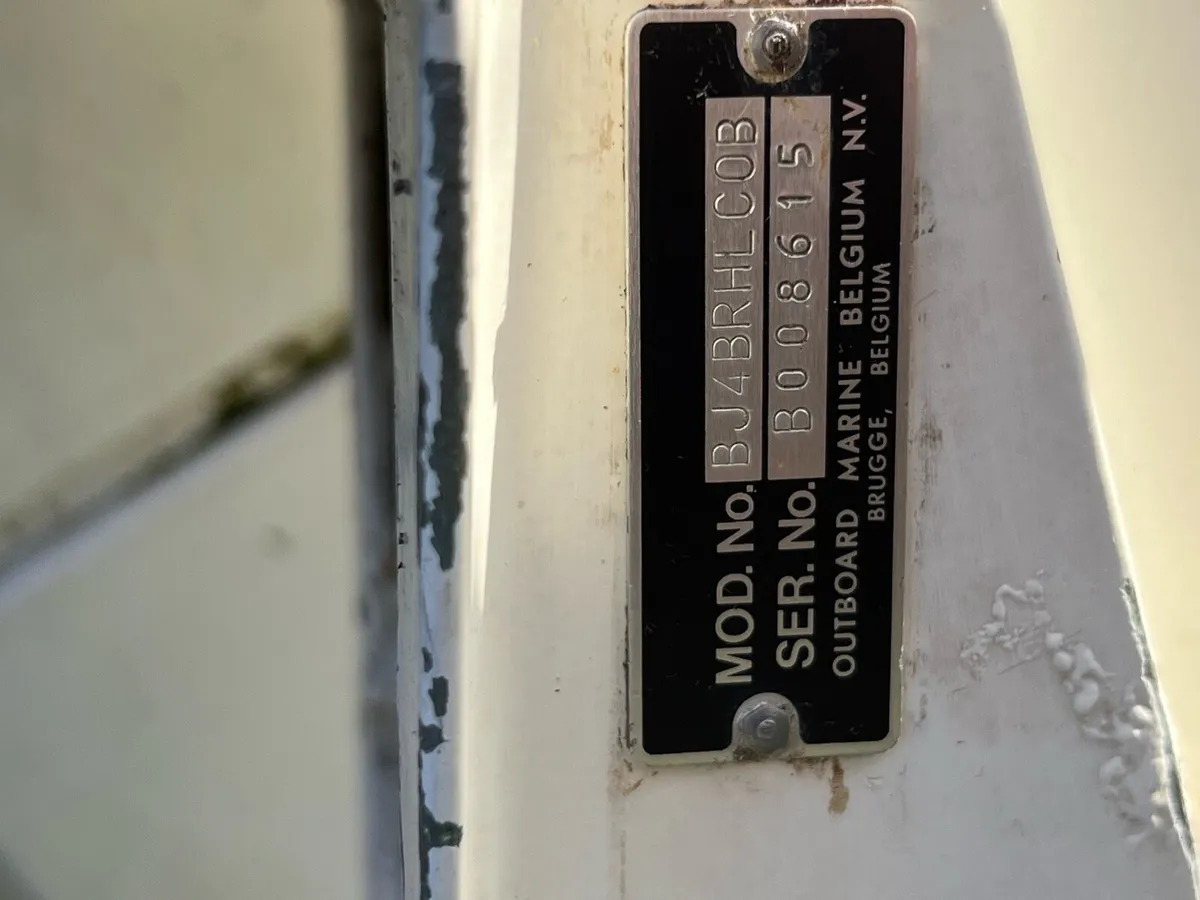 MOD. No. BJ4BRHLCOB
SER. No. B008615
OUTBOARD MARINE BELGIUM N.V.
BRUGGE, BELGIUM